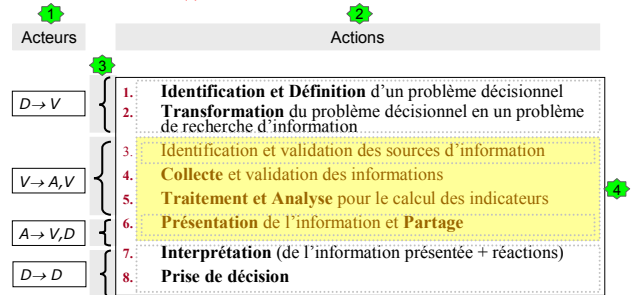 1 2
Acteurs Actions
3
D→ V
1. Identification et Définition d’un problème décisionnel
2. Transformation du problème décisionnel en un problème
de recherche d’information
V→ A,V
3. Identification et validation des sources d’information
4. Collecte et validation des informations
4
5. Traitement et Analyse pour le calcul des indicateurs
A→ V,D
6. Présentation de l’information et Partage
D→ D
7. Interprétation (de l’information présentée + réactions)
8. Prise de décision